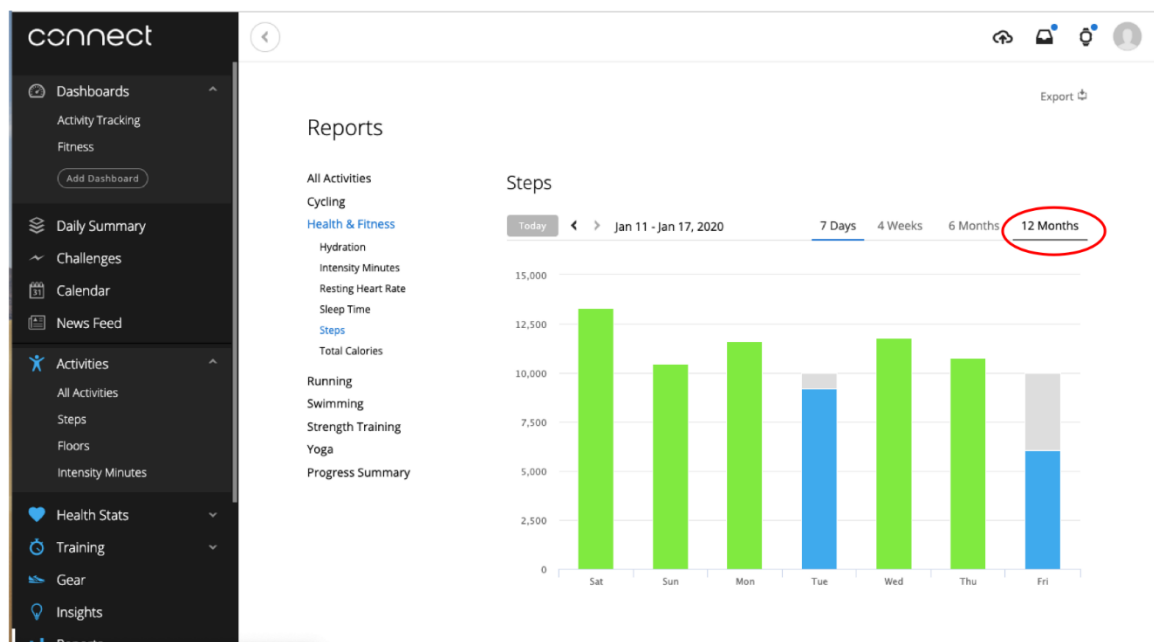 connect
Dashboards
Activity Tracking
Fitness
Add Dashboard
Daily Summary
Challenges
31
Calendar
News Feed
Activities
All Activities
Steps
Floors
Intensity Minutes
Health Stats
Training
Gear
Insights
Reports
Export
Reports
All Activities
Cycling
Health & Fitness
Hydration
Intensity Minutes
Resting Heart Rate
Sleep Time
Steps
Total Calories
Running
Swimming
Strength Training
Yoga
Progress Summary
Steps
Today Jan 11 - Jan 17, 2020 7 Days 4 Weeks 6 Months 12 Months
15,000
12,500
10,000
7,500
5,000
2,500
0
Sat Sun Mon Tue Wed Thu Fri